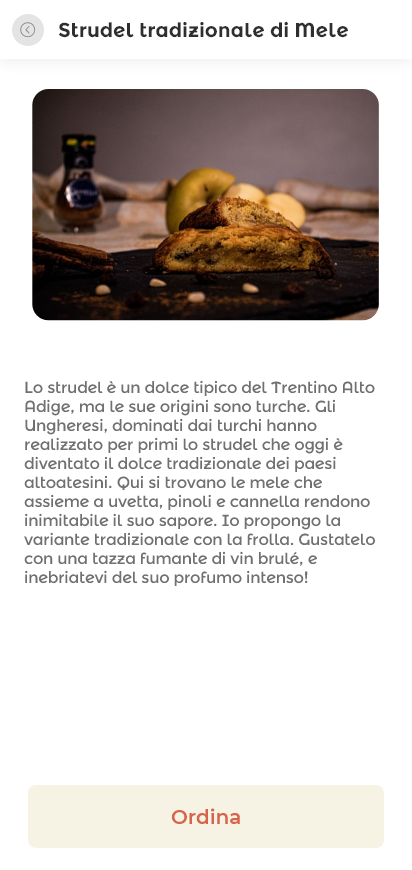 Strudel tradizionale di Mele
Lo strudel è un dolce tipico del Trentino Alto
Adige, ma le sue origini sono turche. Gli
Ungheresi, dominati dai turchi hanno
realizzato per primi lo strudel che oggi è
diventato il dolce tradizionale dei paesi
altoatesini. Qui si trovano le mele che
assieme a uvetta, pinoli e cannella rendono
inimitabile il suo sapore. Io propongo la
variante tradizionale con la frolla. Gustatelo
con una tazza fumante di vin brulé, e
inebriatevi del suo profumo intenso!
Ordina